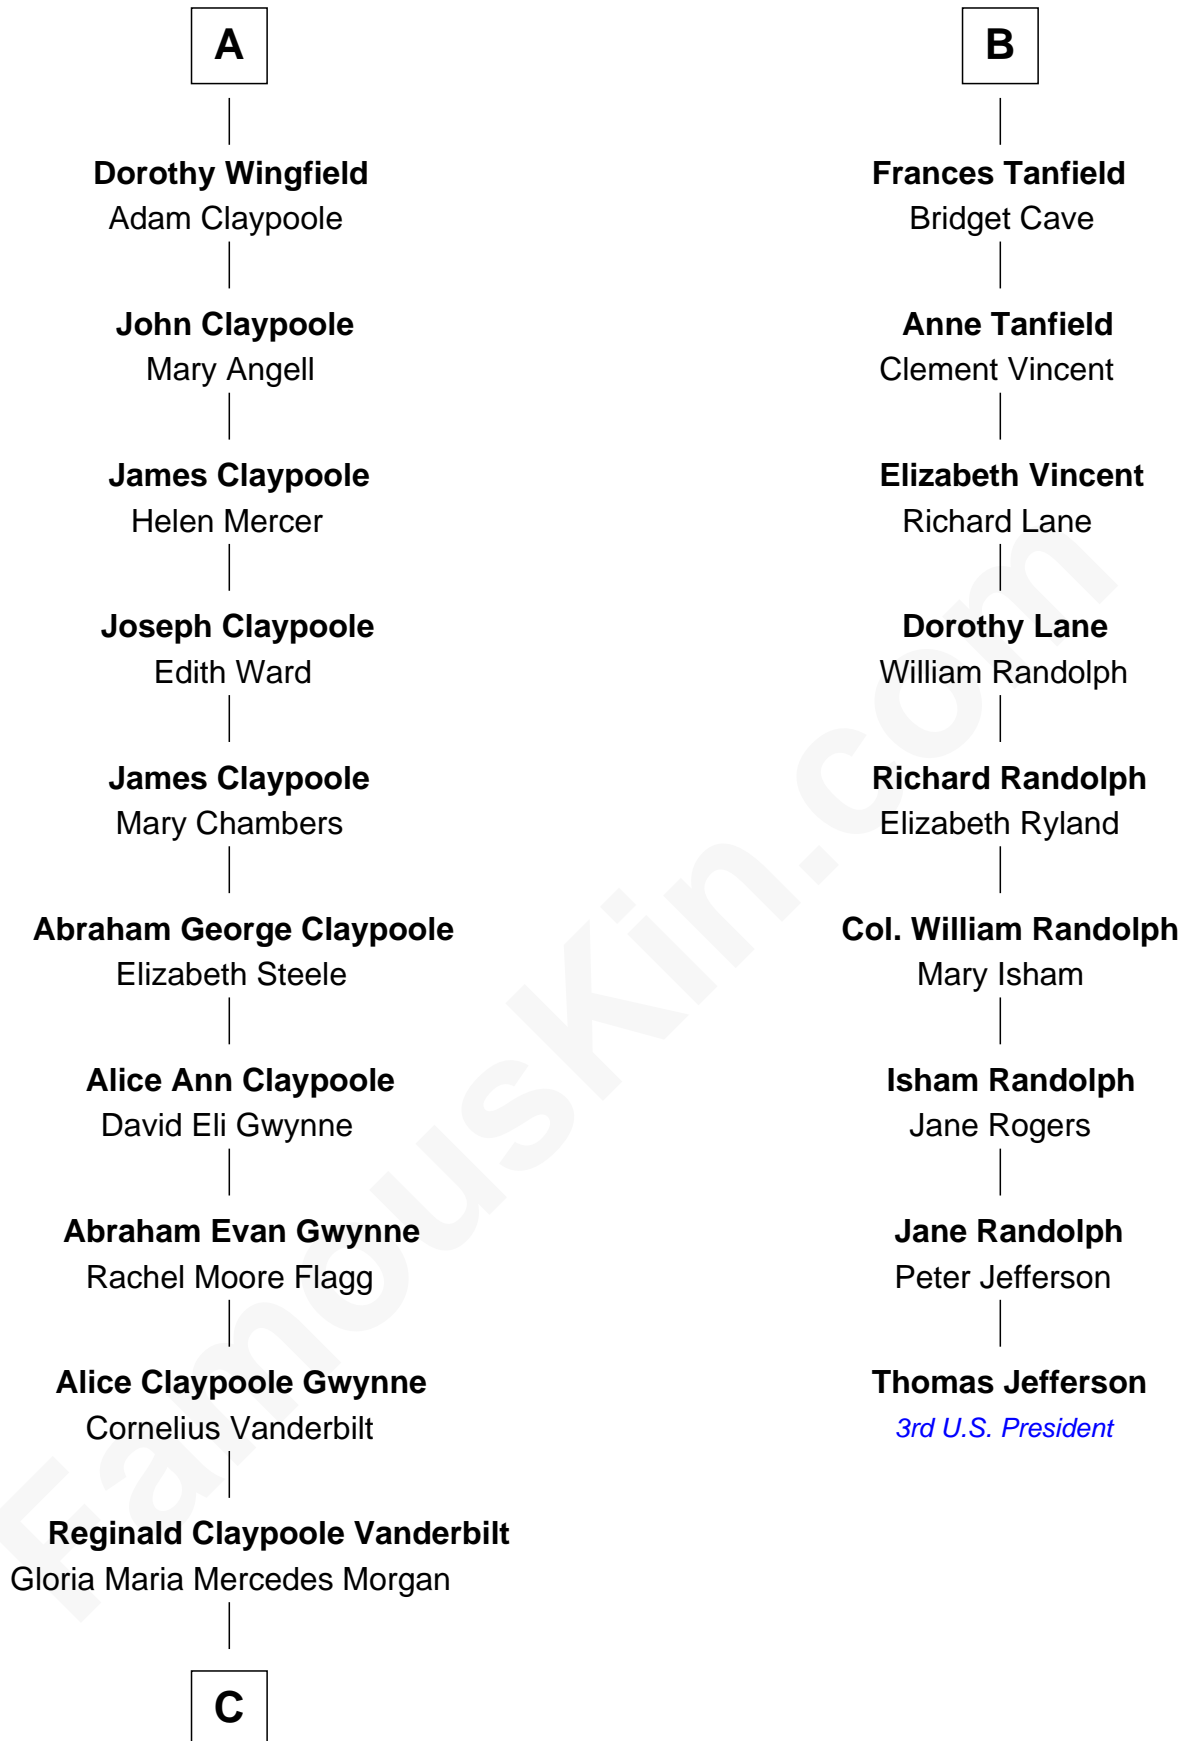 A
Dorothy Wingfield
Adam Claypoole
John Claypoole
Mary Angell
James Claypoole
Helen Mercer
Joseph Claypoole
Edith Ward
James Claypoole
Mary Chambers
Abraham George Claypoole
Elizabeth Steele
Alice Ann Claypoole
David Eli Gwynne
Abraham Evan Gwynne
Rachel Moore Flagg
Alice Claypoole Gwynne
Cornelius Vanderbilt
Reginald Claypoole Vanderbilt
Gloria Maria Mercedes Morgan
C
B
Frances Tanfield
Bridget Cave
Anne Tanfield
Clement Vincent
Elizabeth Vincent
Richard Lane
Dorothy Lane
William Randolph
Richard Randolph
Elizabeth Ryland
Col. William Randolph
Mary Isham
Isham Randolph
Jane Rogers
Jane Randolph
Peter Jefferson
Thomas Jefferson
3rd U.S. President
FamousKin.com